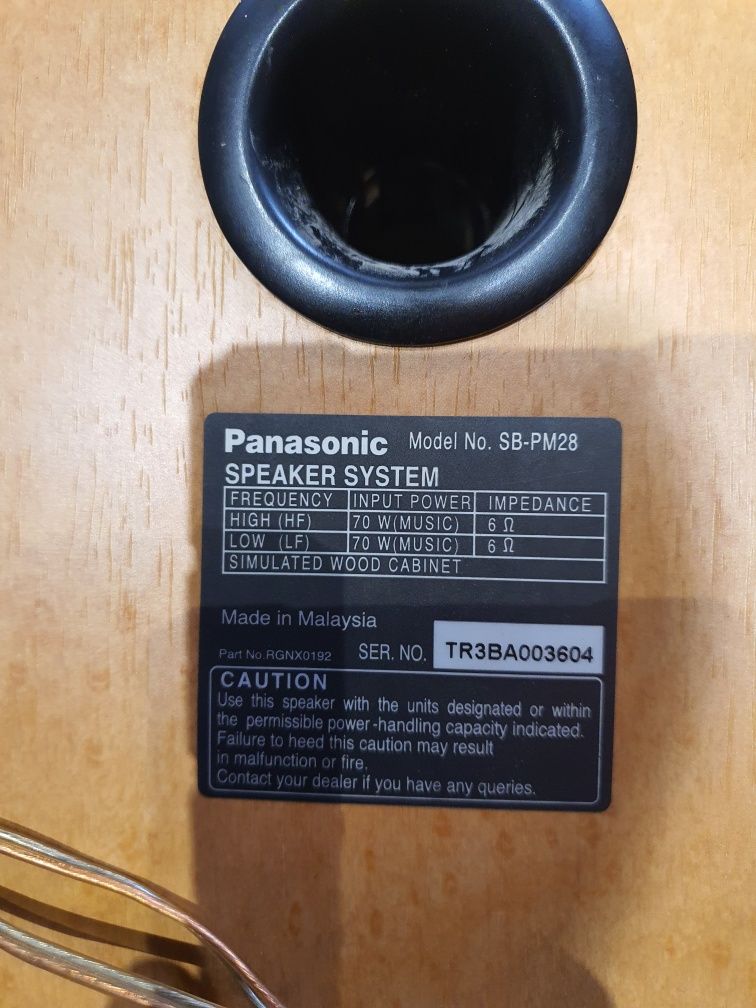 Panasonic Model No. SB-PM28
SPEAKER SYSTEM
FREQUENCY INPUT POWER IMPEDANCE
HIGH (HF) 70 W(MUSIC) 6 Ω
LOW (LF) 70 W(MUSIC) 6 Ω
SIMULATED WOOD CABINET
Made in Malaysia
Part No.RGNX0192 SER. NO. TR3BA003604
CAUTION
Use this speaker with the units designated or within
the permissible power-handling capacity indicated.
Failure to heed this caution may result
in malfunction or fire.
Contact your dealer if you have any queries.